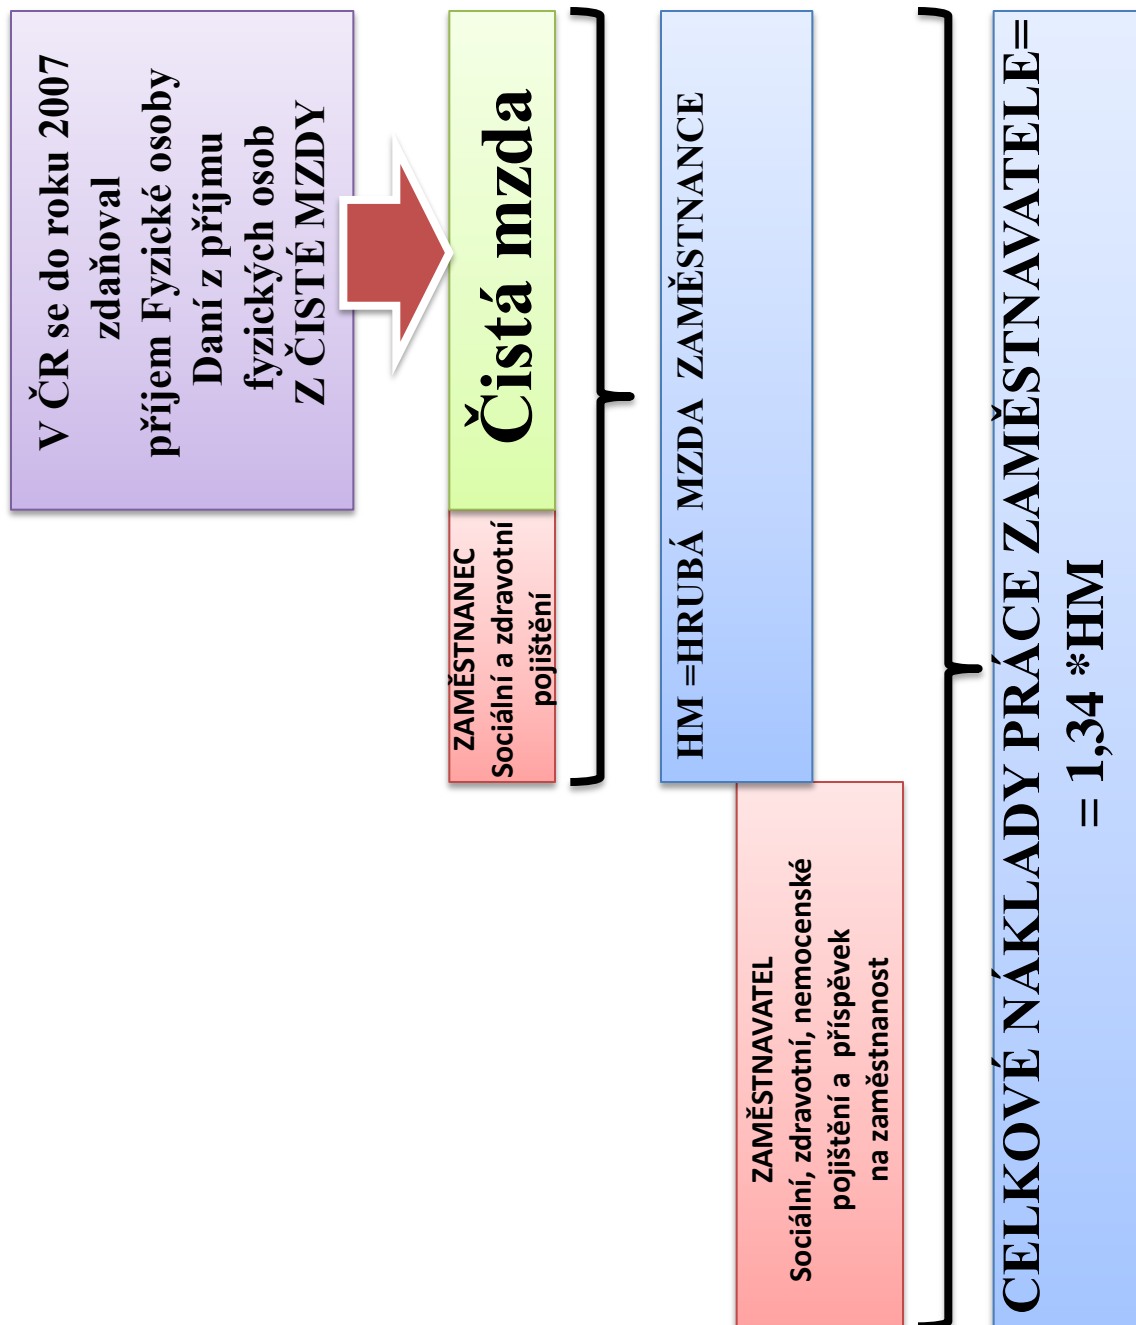 V ČR se do roku 2007
zdaňoval
příjem Fyzické osoby
Daní z příjmu
fyzických osob
Z ČISTÉ MZDY
ZAMĚSTNANEC
Sociální a zdravotní
pojištění
Čistá mzda
HM =HRUBÁ MZDA ZAMĚSTNANCE
ZAMĚSTNAVATEL
Sociální, zdravotní, nemocenské
pojištění a příspěvek
na zaměstnanost
CELKOVÉ NÁKLADY PRÁCE ZAMĚSTNAVATELE=
= 1,34 *HM